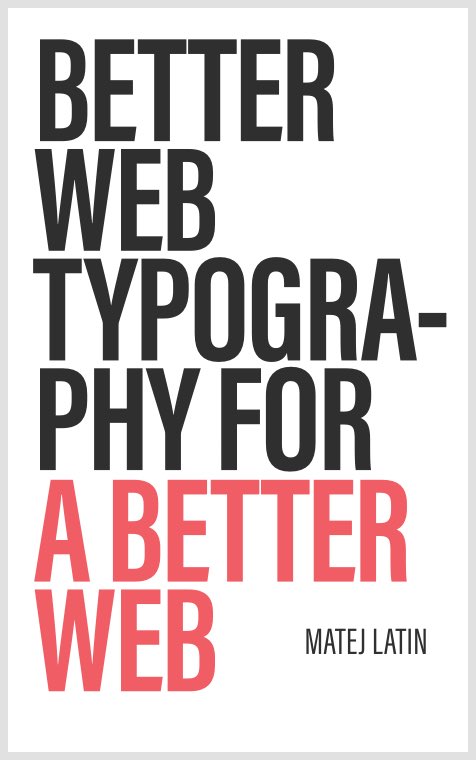 BETTER
WEB
TYPOGRA-
PHY FOR
A BETTER
WEB
MATEJ LATIN